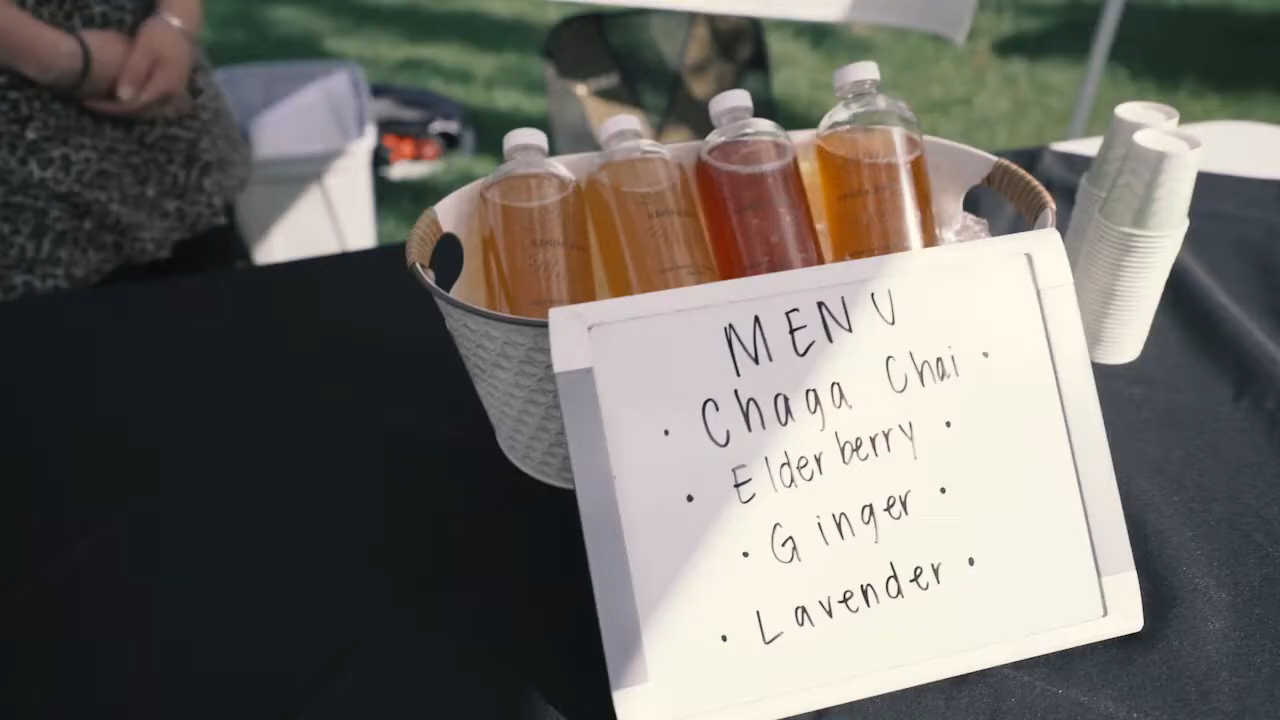 MENU
• Chaga Chai •
• Elderberry •
• Ginger •
• Lavender •